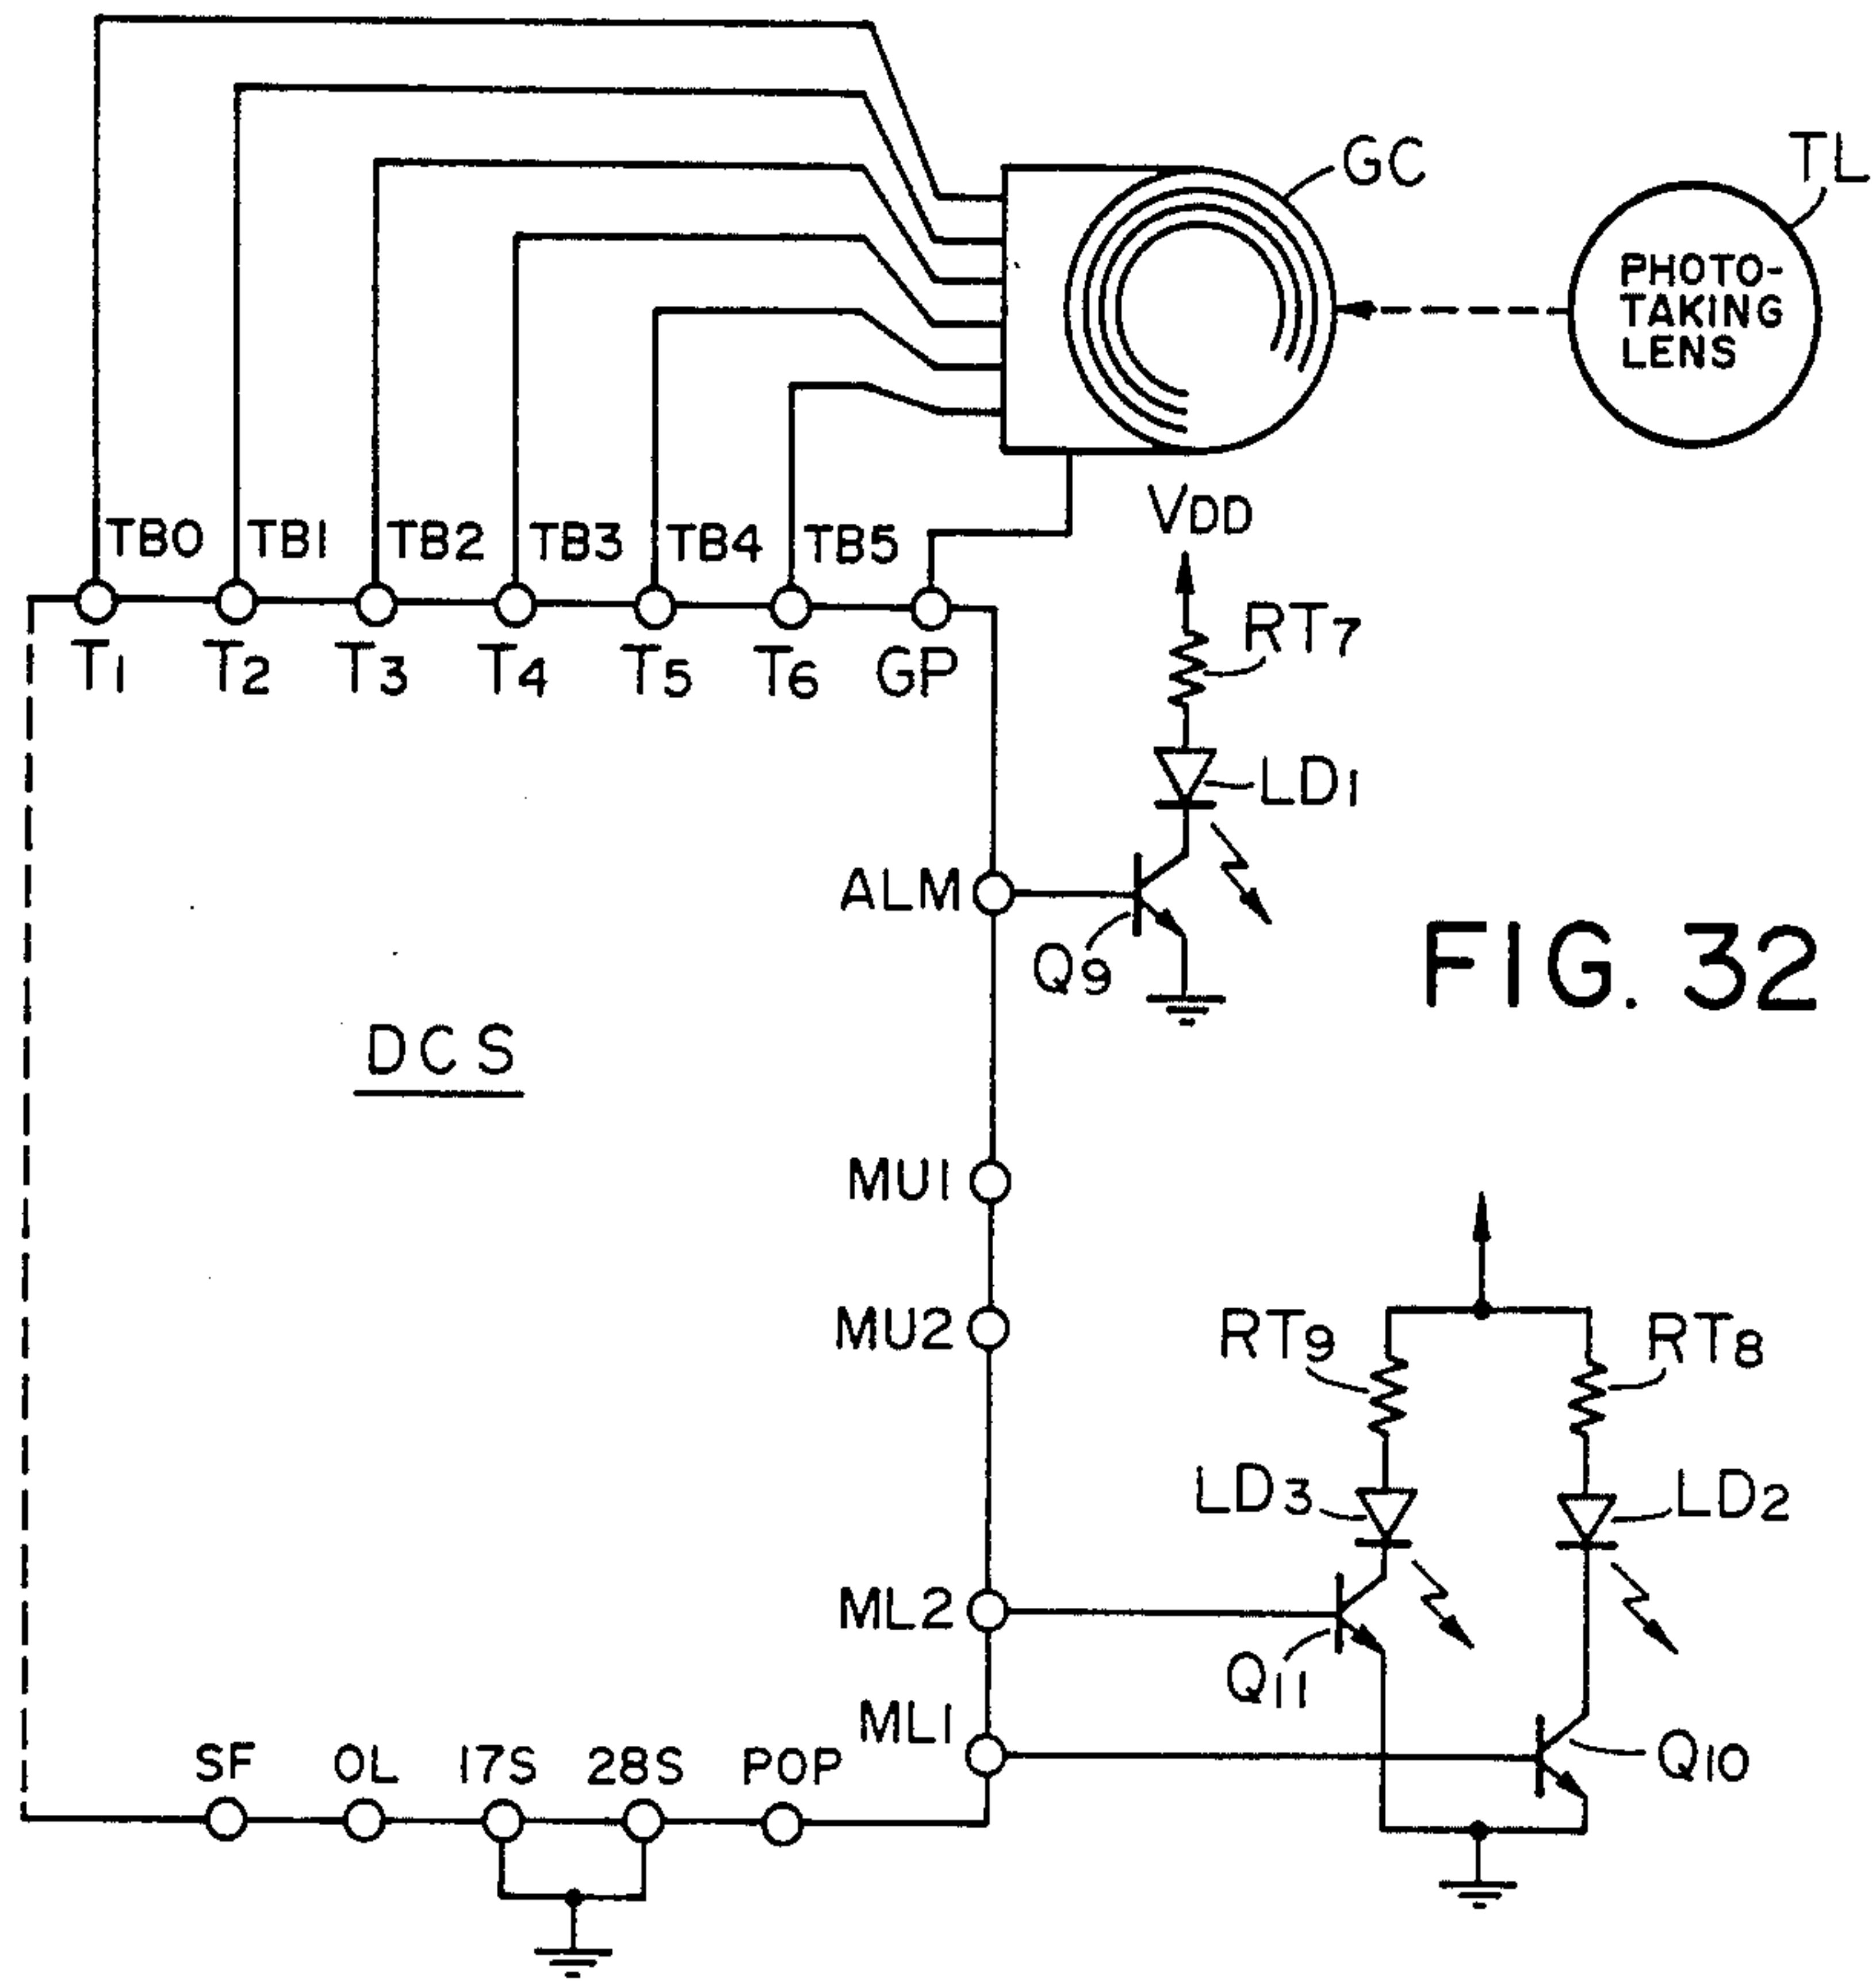 GC
TL
PHOTO-
TAKING
LENS
VDD
TB0 TB1 TB2 TB3 TB4 TB5
T1 T2 T3 T4 T5 T6 GP
RT7
LD1
ALM
Q9
FIG. 32
DCS
MU1
MU2
RT9 RT8
LD3 LD2
ML2
Q11
ML1
Q10
SF OL 17S 28S POP